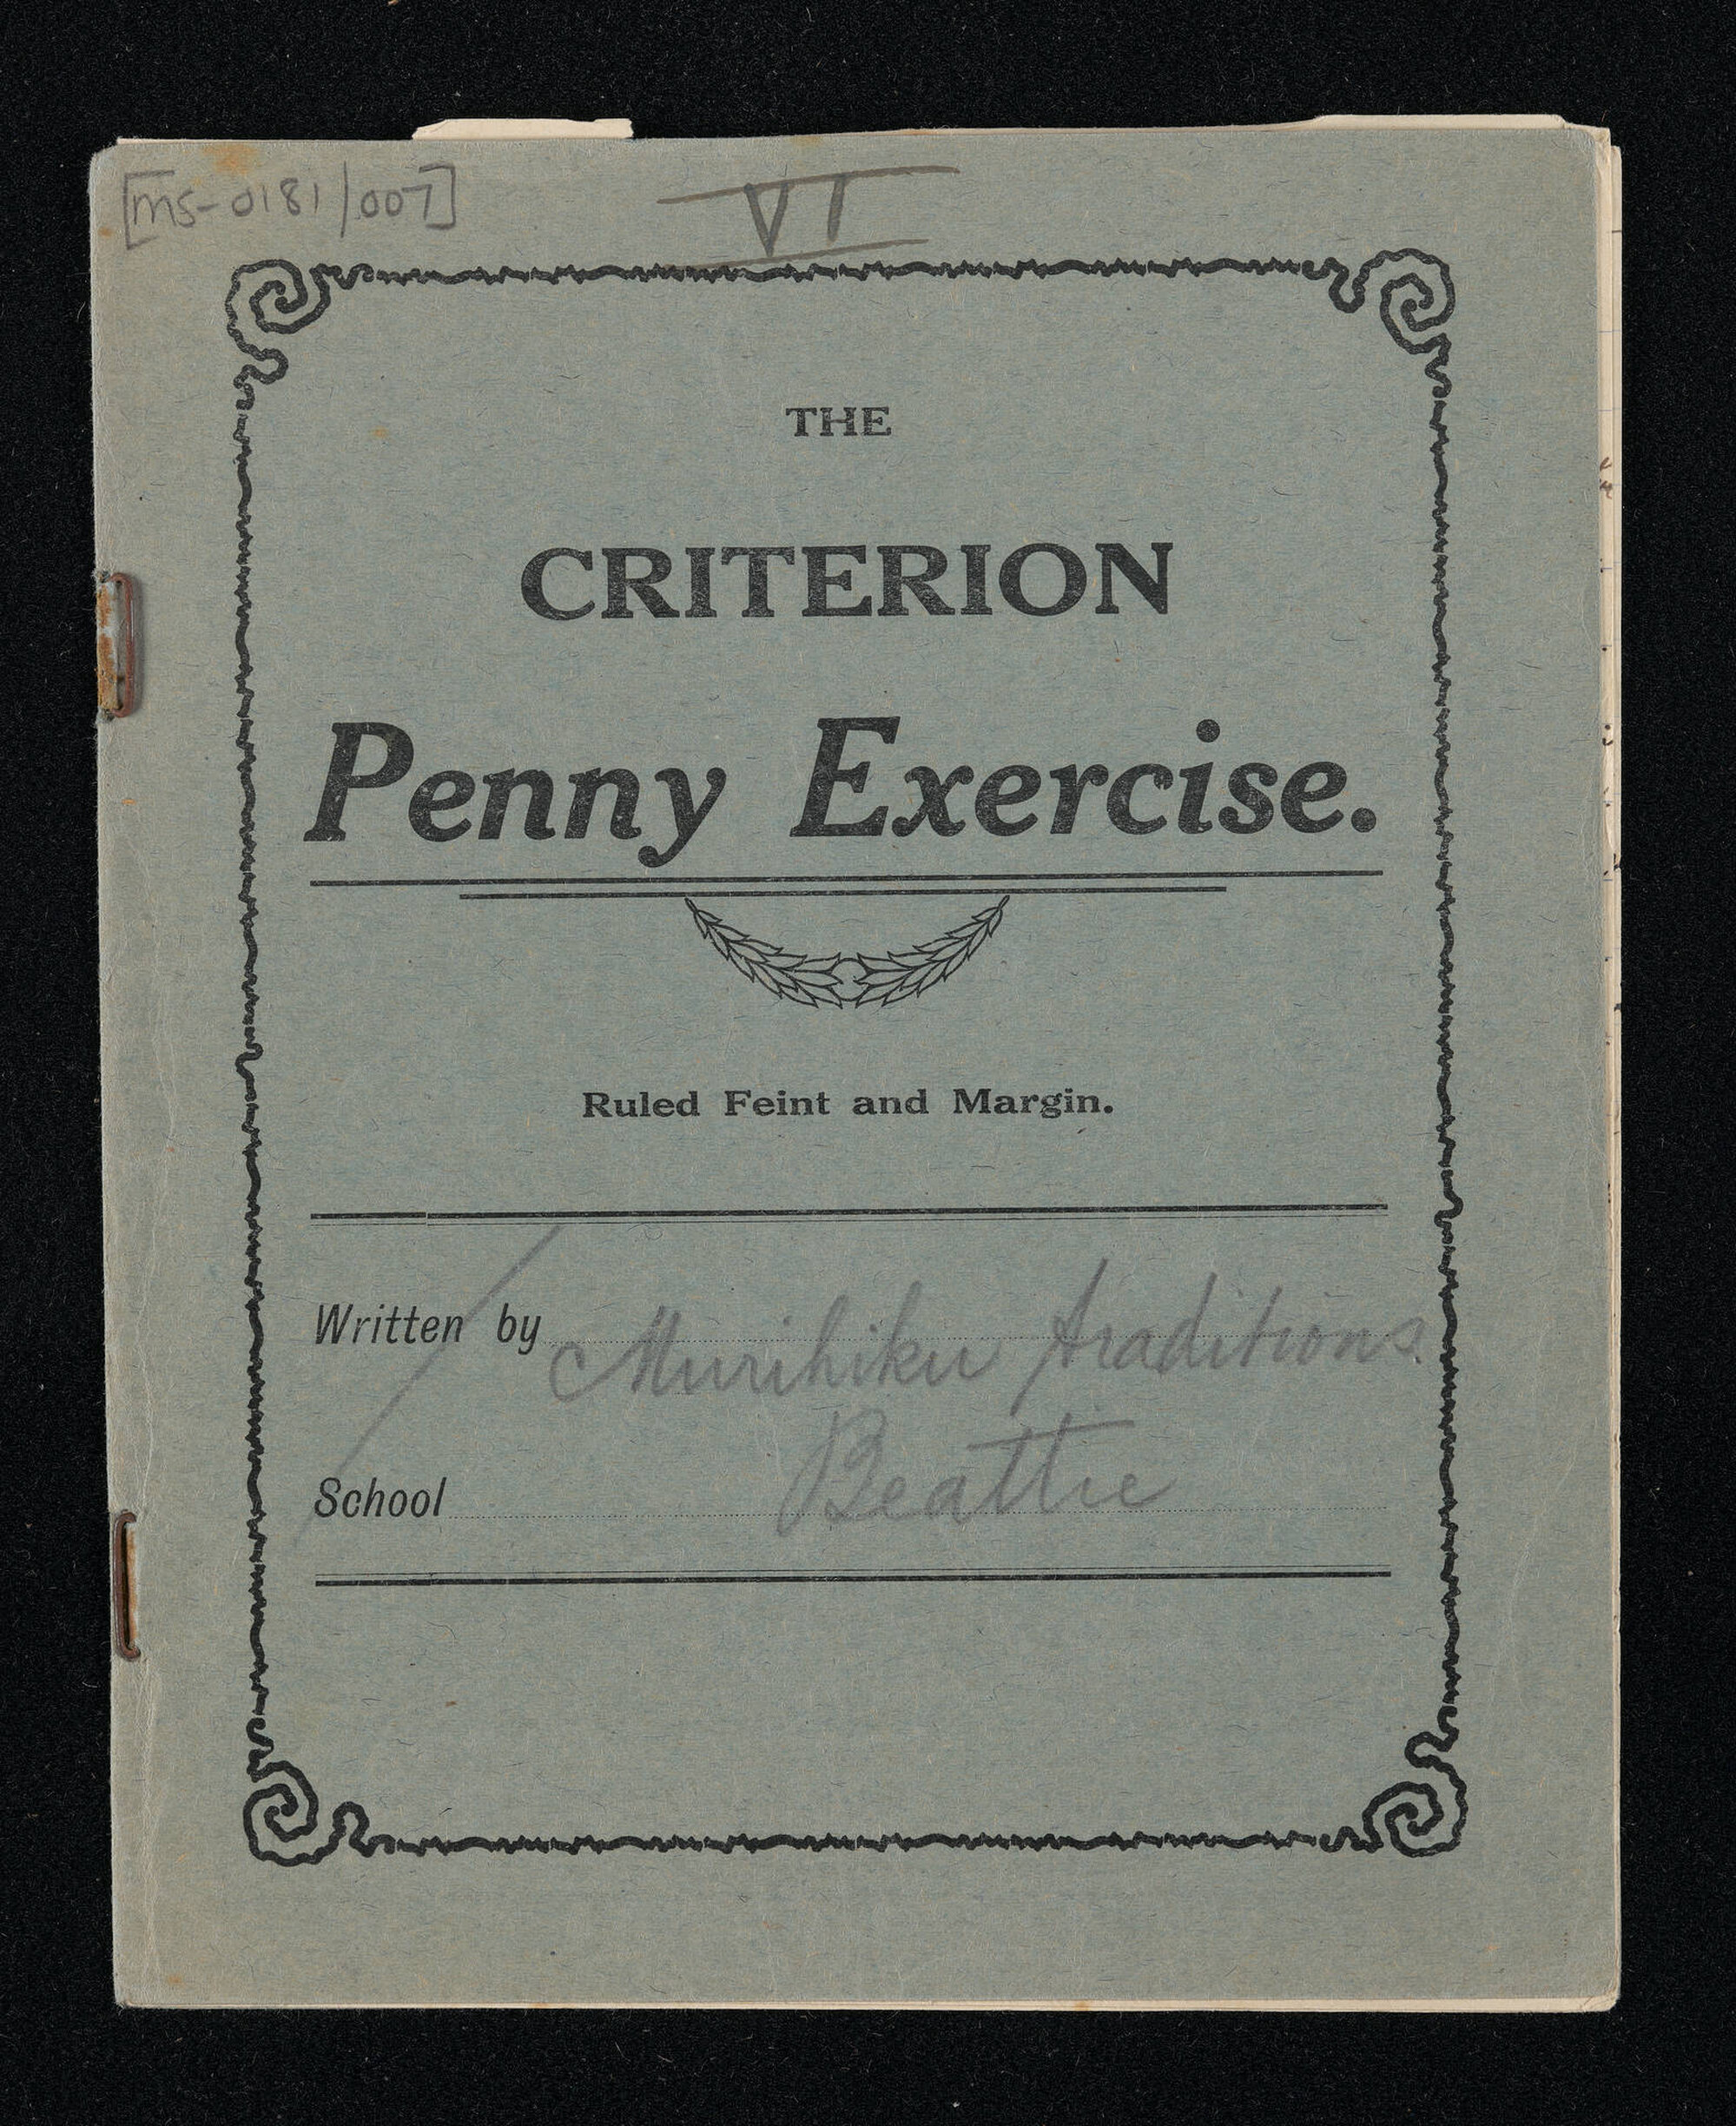 [MS-0181/007]
VI
THE
CRITERION
Penny Exercise.
Ruled Feint and Margin.
Written by Murihiku traditions.
School Beattie